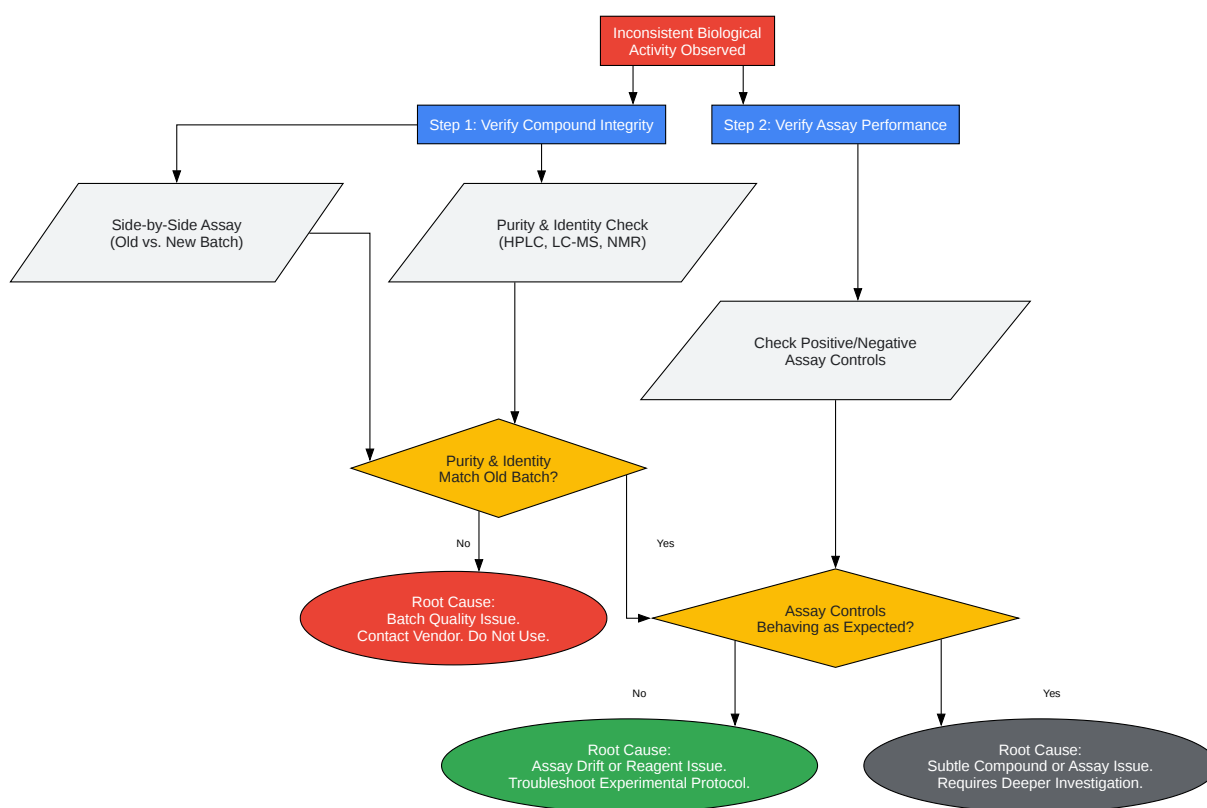 Inconsistent Biological
Activity Observed
Step 1: Verify Compound Integrity
Step 2: Verify Assay Performance
Side-by-Side Assay
(Old vs. New Batch)
Purity & Identity Check
(HPLC, LC-MS, NMR)
Check Positive/Negative
Assay Controls
Purity & Identity
Match Old Batch?
No
Yes
Root Cause:
Batch Quality Issue.
Contact Vendor. Do Not Use.
Assay Controls
Behaving as Expected?
No
Yes
Root Cause:
Assay Drift or Reagent Issue.
Troubleshoot Experimental Protocol.
Root Cause:
Subtle Compound or Assay Issue.
Requires Deeper Investigation.